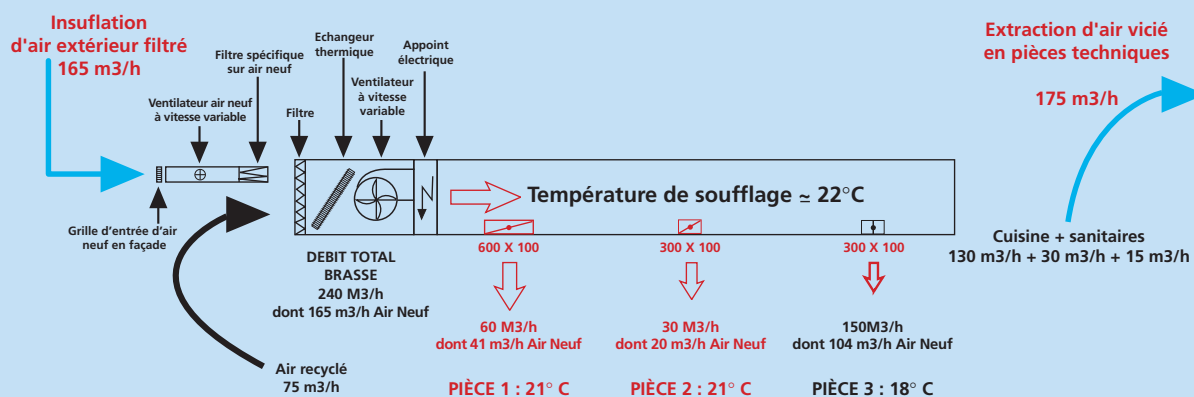 Insuflation
d'air extérieur filtré
165 m3/h
Filtre spécifique
sur air neuf
Echangeur
thermique
Appoint
électrique
Ventilateur
à vitesse
variable
Ventilateur air neuf
à vitesse variable
Filtre
Extraction d'air vicié
en pièces techniques
175 m3/h
Température de soufflage ≃ 22°C
Grille d'entrée d'air
neuf en façade
600 X 100
300 X 100
300 X 100
Cuisine + sanitaires
130 m3/h + 30 m3/h + 15 m3/h
DEBIT TOTAL
BRASSE
240 M3/h
dont 165 m3/h Air Neuf
60 M3/h
dont 41 m3/h Air Neuf
30 M3/h
dont 20 m3/h Air Neuf
150M3/h
dont 104 m3/h Air Neuf
Air recyclé
75 m3/h
PIÈCE 1 : 21° C
PIÈCE 2 : 21° C
PIÈCE 3 : 18° C